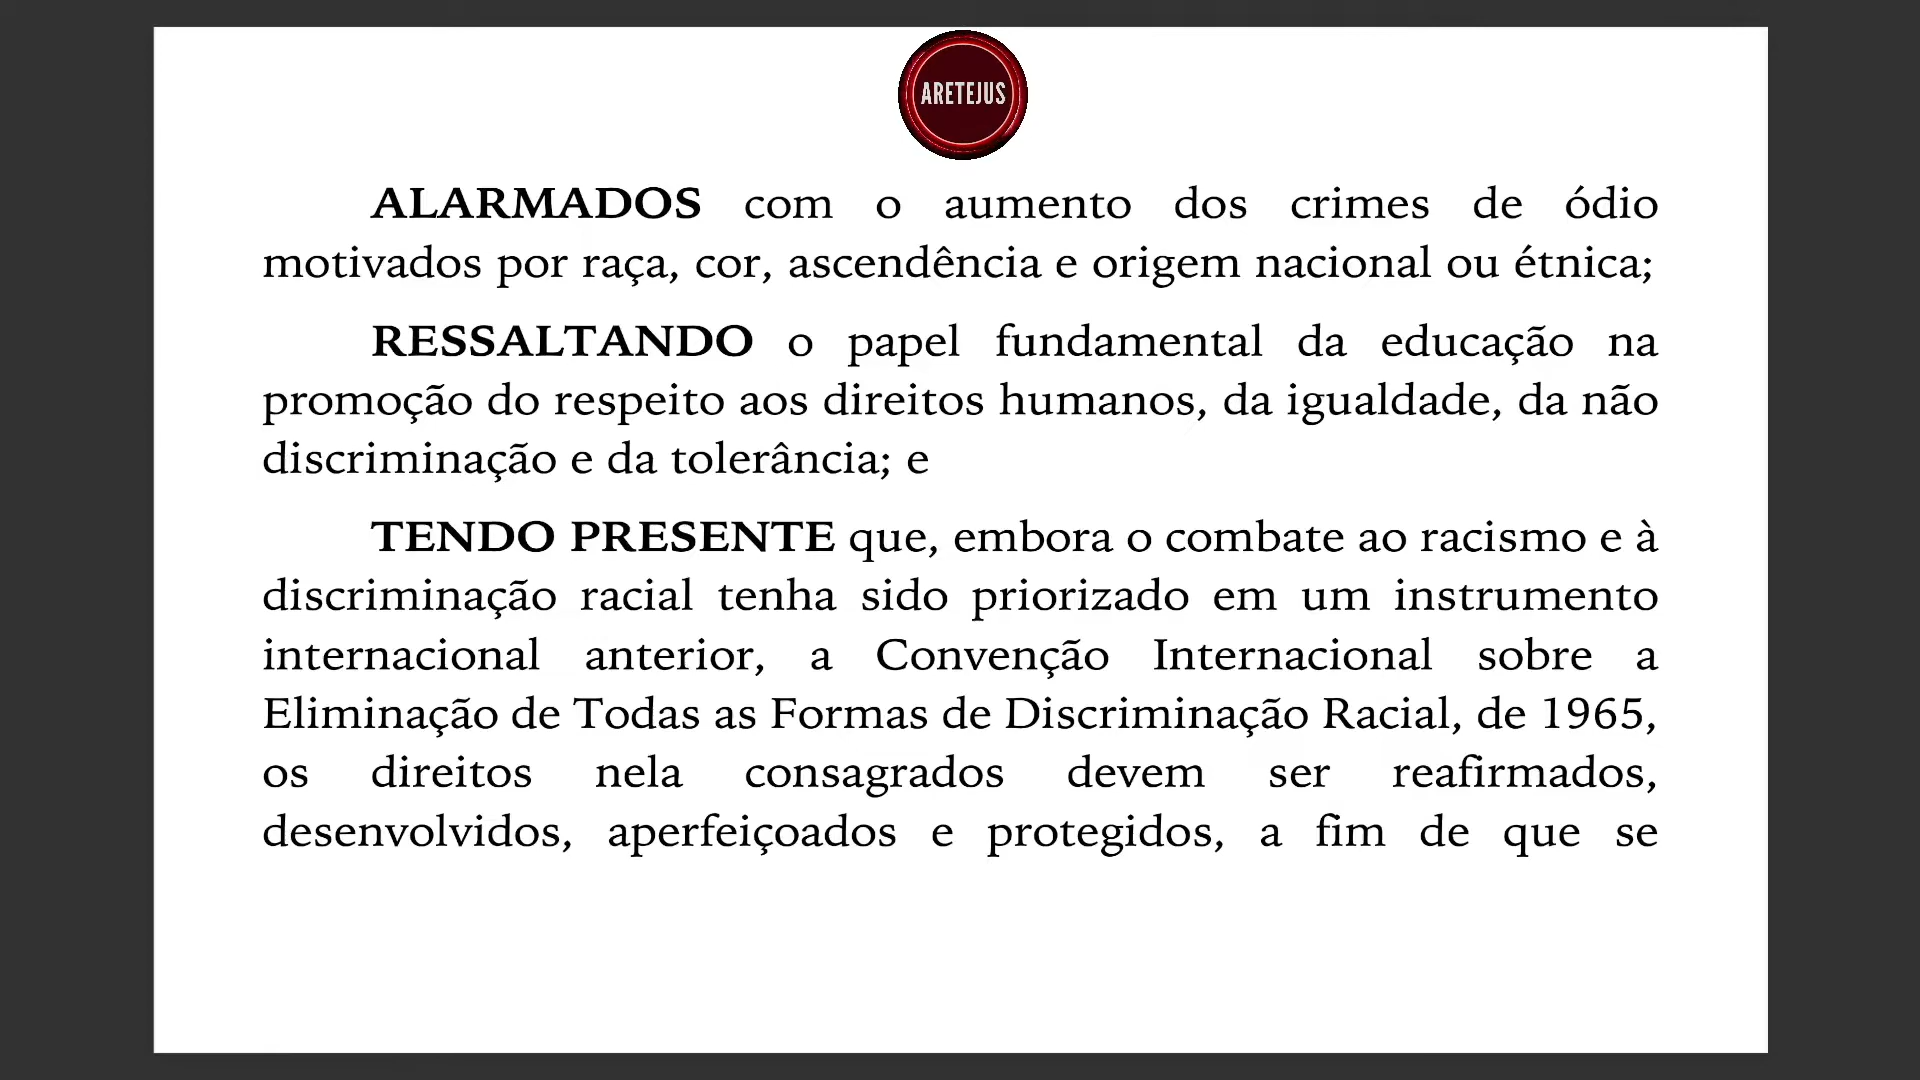 ARETEJUS
ALARMADOS com o aumento dos crimes de ódio
motivados por raça, cor, ascendência e origem nacional ou étnica;
RESSALTANDO o papel fundamental da educação na
promoção do respeito aos direitos humanos, da igualdade, da não
discriminação e da tolerância; e
TENDO PRESENTE que, embora o combate ao racismo e à
discriminação racial tenha sido priorizado em um instrumento
internacional anterior, a Convenção Internacional sobre a
Eliminação de Todas as Formas de Discriminação Racial, de 1965,
os direitos nela consagrados devem ser reafirmados,
desenvolvidos, aperfeiçoados e protegidos, a fim de que se